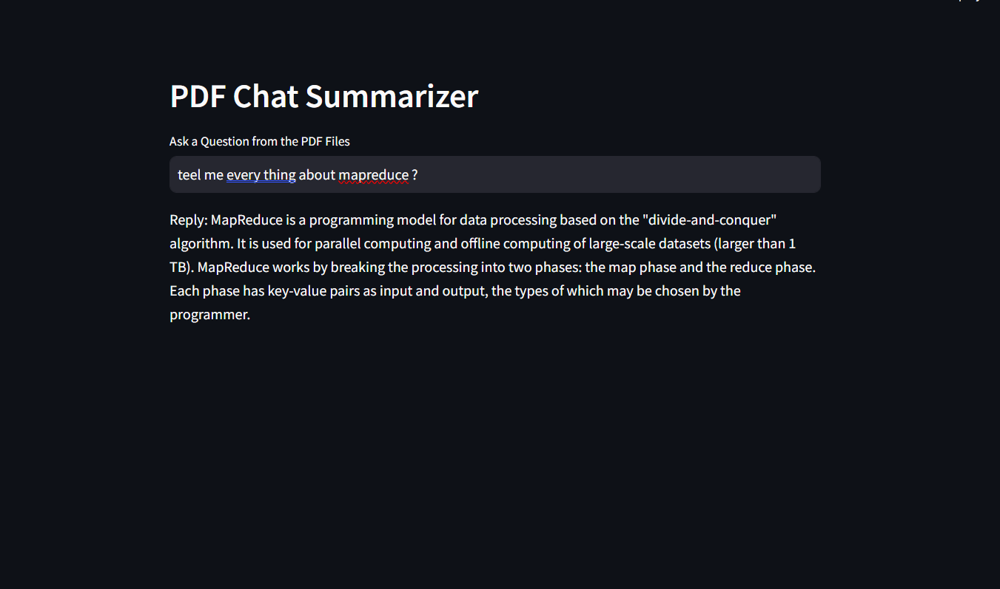 PDF Chat Summarizer
Ask a Question from the PDF Files
teel me every thing about mapreduce ?
Reply: MapReduce is a programming model for data processing based on the "divide-and-conquer"
algorithm. It is used for parallel computing and offline computing of large-scale datasets (larger than 1
TB). MapReduce works by breaking the processing into two phases: the map phase and the reduce phase.
Each phase has key-value pairs as input and output, the types of which may be chosen by the
programmer.